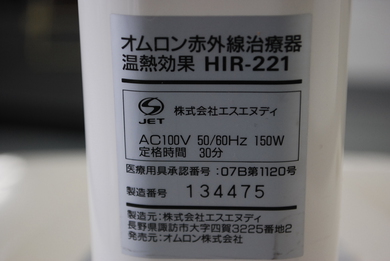 オムロン赤外線治療器
温熱効果 HIR-221
JET 株式会社エスエヌディ
AC100V 50/60Hz 150W
定格時間 30分
医療用具承認番号：07B第1120号
製造番号 134475
製造元：株式会社エスエヌディ
長野県諏訪市大字四賀3225番地2
発売元：オムロン株式会社